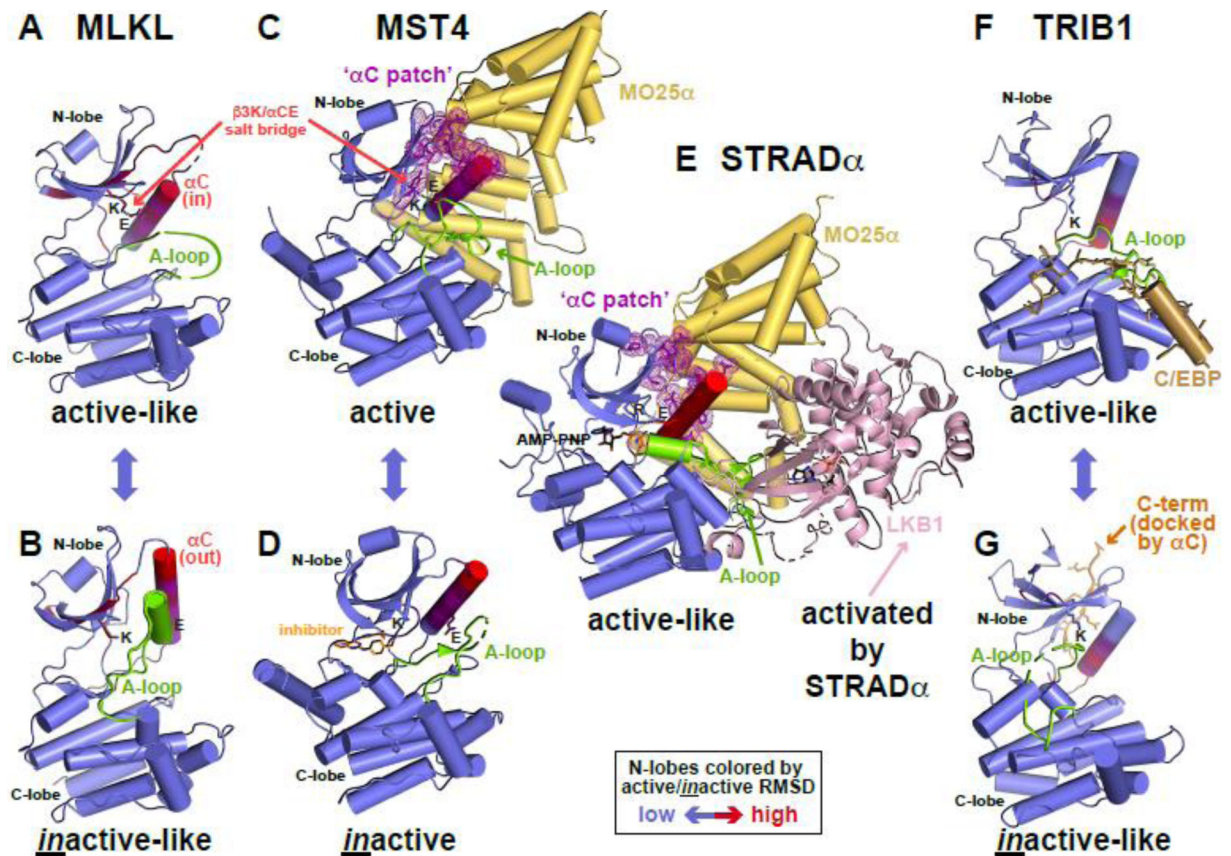 A MLKL
N-lobe
β3K/αCE
salt bridge
αC
(in)
K
E
A-loop
C-lobe
active-like
B
N-lobe
αC
(out)
K
E
A-loop
C-lobe
inactive-like
C MST4
'αC patch'
N-lobe
MO25α
E
K
A-loop
C-lobe
active
D
N-lobe
inhibitor
K
E
A-loop
inactive
E STRADα
MO25α
'αC patch'
N-lobe
R
E
AMP-PNP
LKB1
A-loop
active-like
activated
by
STRADα
N-lobes colored by
active/inactive RMSD
low high
F TRIB1
K
A-loop
C/EBP
N-lobe
C-lobe
active-like
C-term
(docked
by αC)
G
N-lobe
K
A-loop
C-lobe
inactive-like